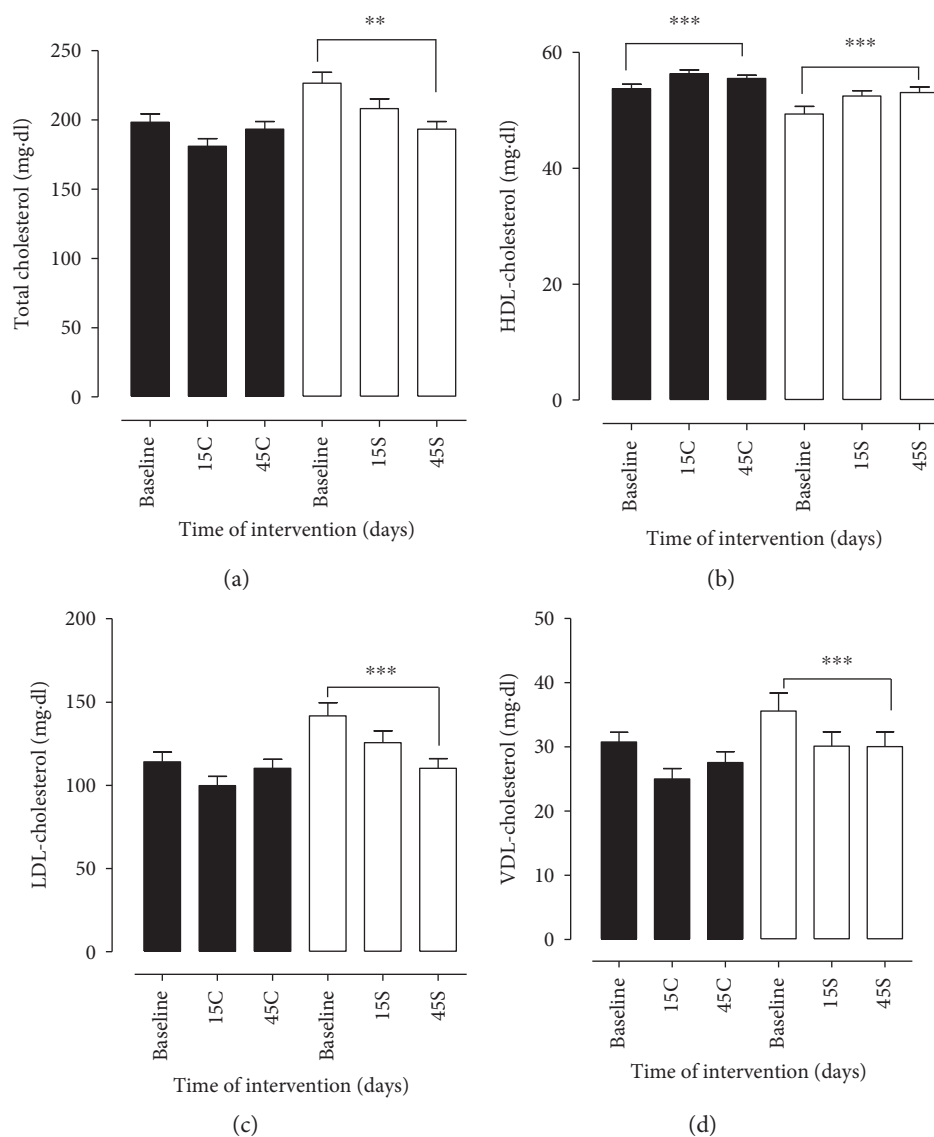 **
250
200
150
100
50
0
Total cholesterol (mg·dl)
Baseline
15C
45C
Baseline
15S
45S
Time of intervention (days)
(a)
***
***
60
40
20
0
HDL-cholesterol (mg·dl)
Baseline
15C
45C
Baseline
15S
45S
Time of intervention (days)
(b)
***
200
150
100
50
0
LDL-cholesterol (mg·dl)
Baseline
15C
45C
Baseline
15S
45S
Time of intervention (days)
(c)
***
50
40
30
20
10
0
VDL-cholesterol (mg·dl)
Baseline
15C
45C
Baseline
15S
45S
Time of intervention (days)
(d)